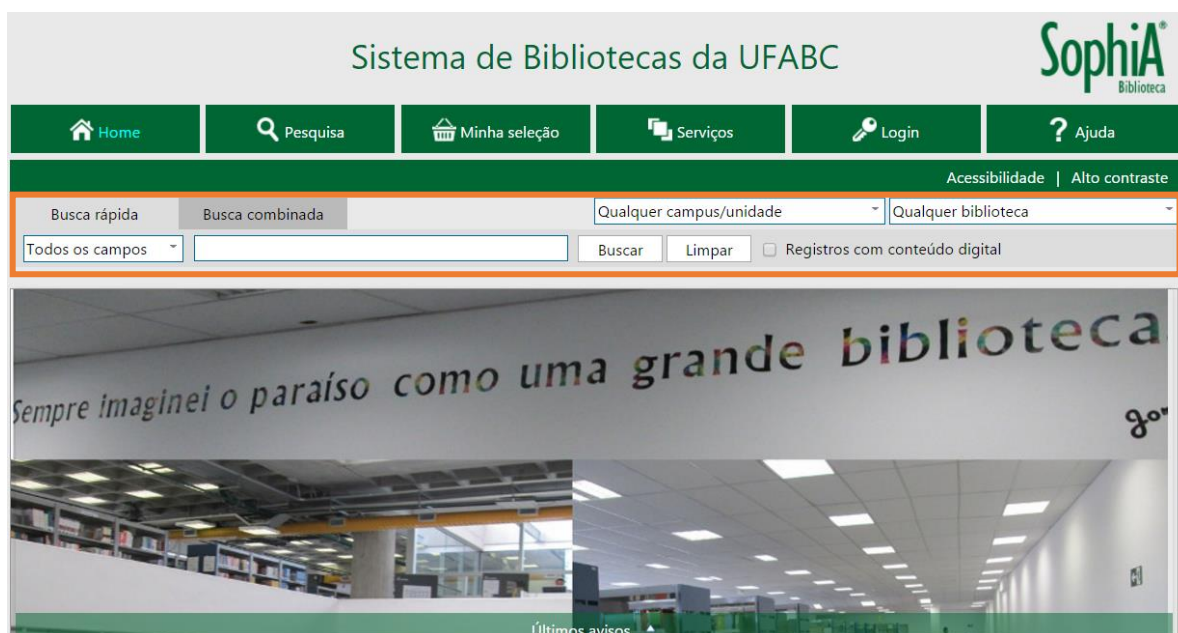 Sistema de Bibliotecas da UFABC
SophiA®
Biblioteca
Home Pesquisa Minha seleção Serviços Login ? Ajuda
Acessibilidade | Alto contraste
Busca rápida Busca combinada Qualquer campus/unidade Qualquer biblioteca
Todos os campos Buscar Limpar Registros com conteúdo digital
Sempre imaginei o paraíso como uma grande biblioteca
Últimos avisos